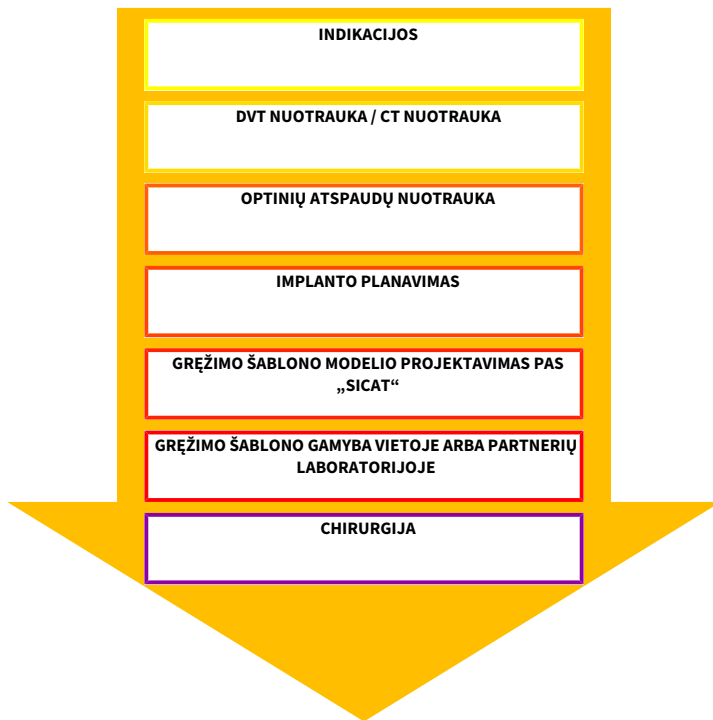 INDIKACIJOS
DVT NUOTRAUKA / CT NUOTRAUKA
OPTINIŲ ATSPAUDŲ NUOTRAUKA
IMPLANTO PLANAVIMAS
GRĘŽIMO ŠABLONO MODELIO PROJEKTAVIMAS PAS
„SICAT“
GRĘŽIMO ŠABLONO GAMYBA VIETOJE ARBA PARTNERIŲ
LABORATORIJOJE
CHIRURGIJA